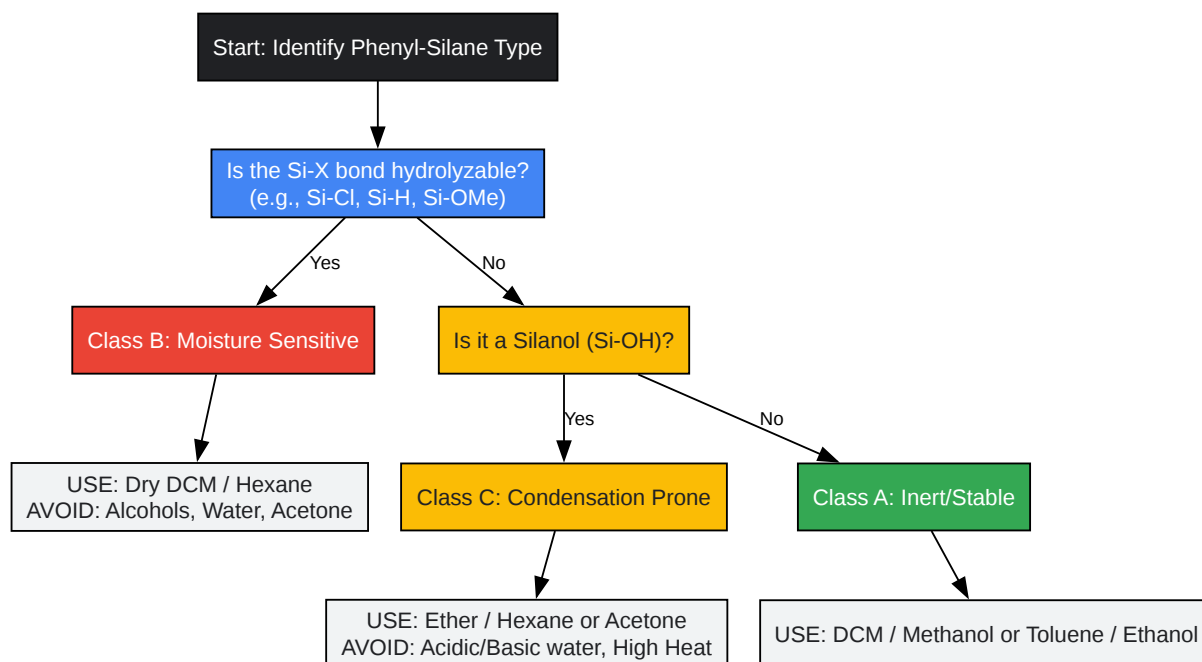 Start: Identify Phenyl-Silane Type
Is the Si-X bond hydrolyzable?
(e.g., Si-Cl, Si-H, Si-OMe)
Yes
No
Class B: Moisture Sensitive
Is it a Silanol (Si-OH)?
Yes
No
USE: Dry DCM / Hexane
AVOID: Alcohols, Water, Acetone
Class C: Condensation Prone
Class A: Inert/Stable
USE: Ether / Hexane or Acetone
AVOID: Acidic/Basic water, High Heat
USE: DCM / Methanol or Toluene / Ethanol